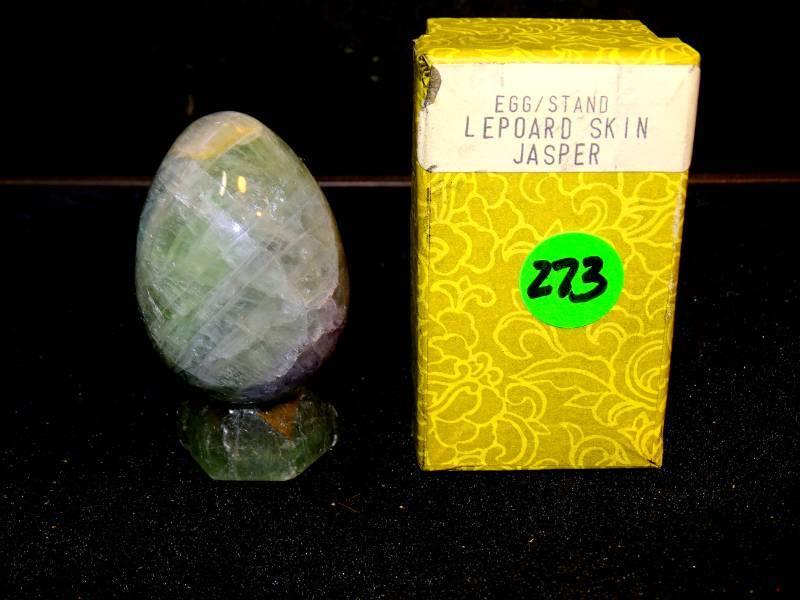 EGG/STAND
LEPOARD SKIN
JASPER
273